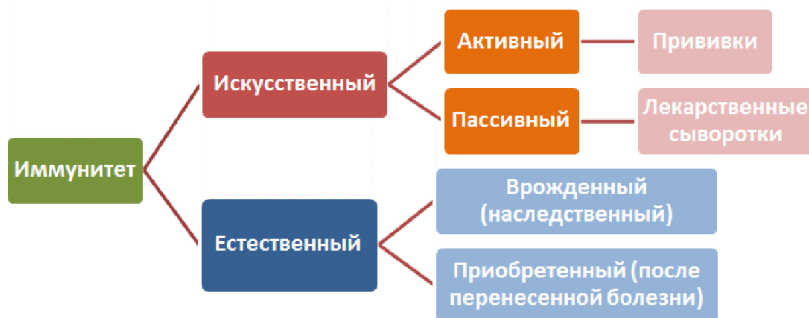 Иммунитет
Искусственный
Активный
Прививки
Пассивный
Лекарственные
сыворотки
Естественный
Врожденный
(наследственный)
Приобретенный (после
перенесенной болезни)